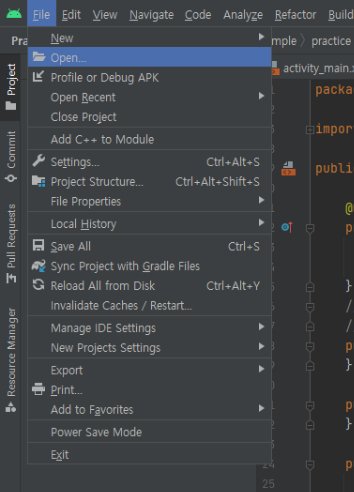 File Edit View Navigate Code Analyze Refactor Build
Pra
mple practice
New
Open...
Profile or Debug APK
Open Recent
Close Project
Add C++ to Module
Settings... Ctrl+Alt+S
Project Structure... Ctrl+Alt+Shift+S
File Properties
Local History
Save All Ctrl+S
Sync Project with Gradle Files
Reload All from Disk Ctrl+Alt+Y
Invalidate Caches / Restart...
Manage IDE Settings
New Projects Settings
Export
Print...
Add to Favorites
Power Save Mode
Exit
Project
Commit
Pull Requests
Resource Manager
activity_main.x
packa
impor
publi
@
p
}
/
/
p
}
p
}
p
25